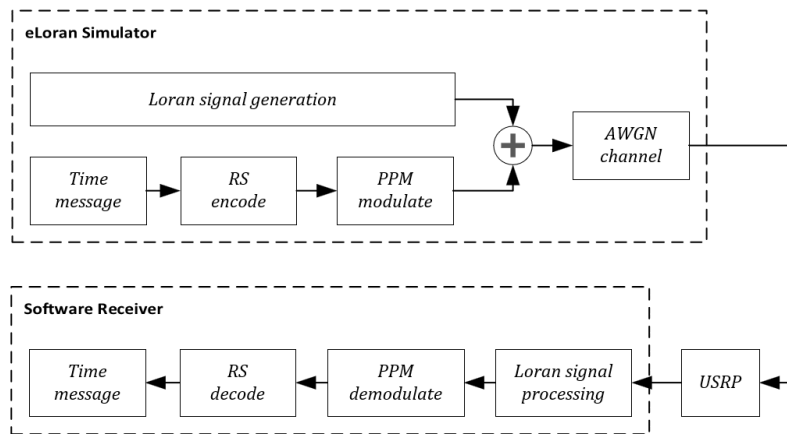 eLoran Simulator
Loran signal generation
Time
message
RS
encode
PPM
modulate
AWGN
channel
Software Receiver
Time
message
RS
decode
PPM
demodulate
Loran signal
processing
USRP